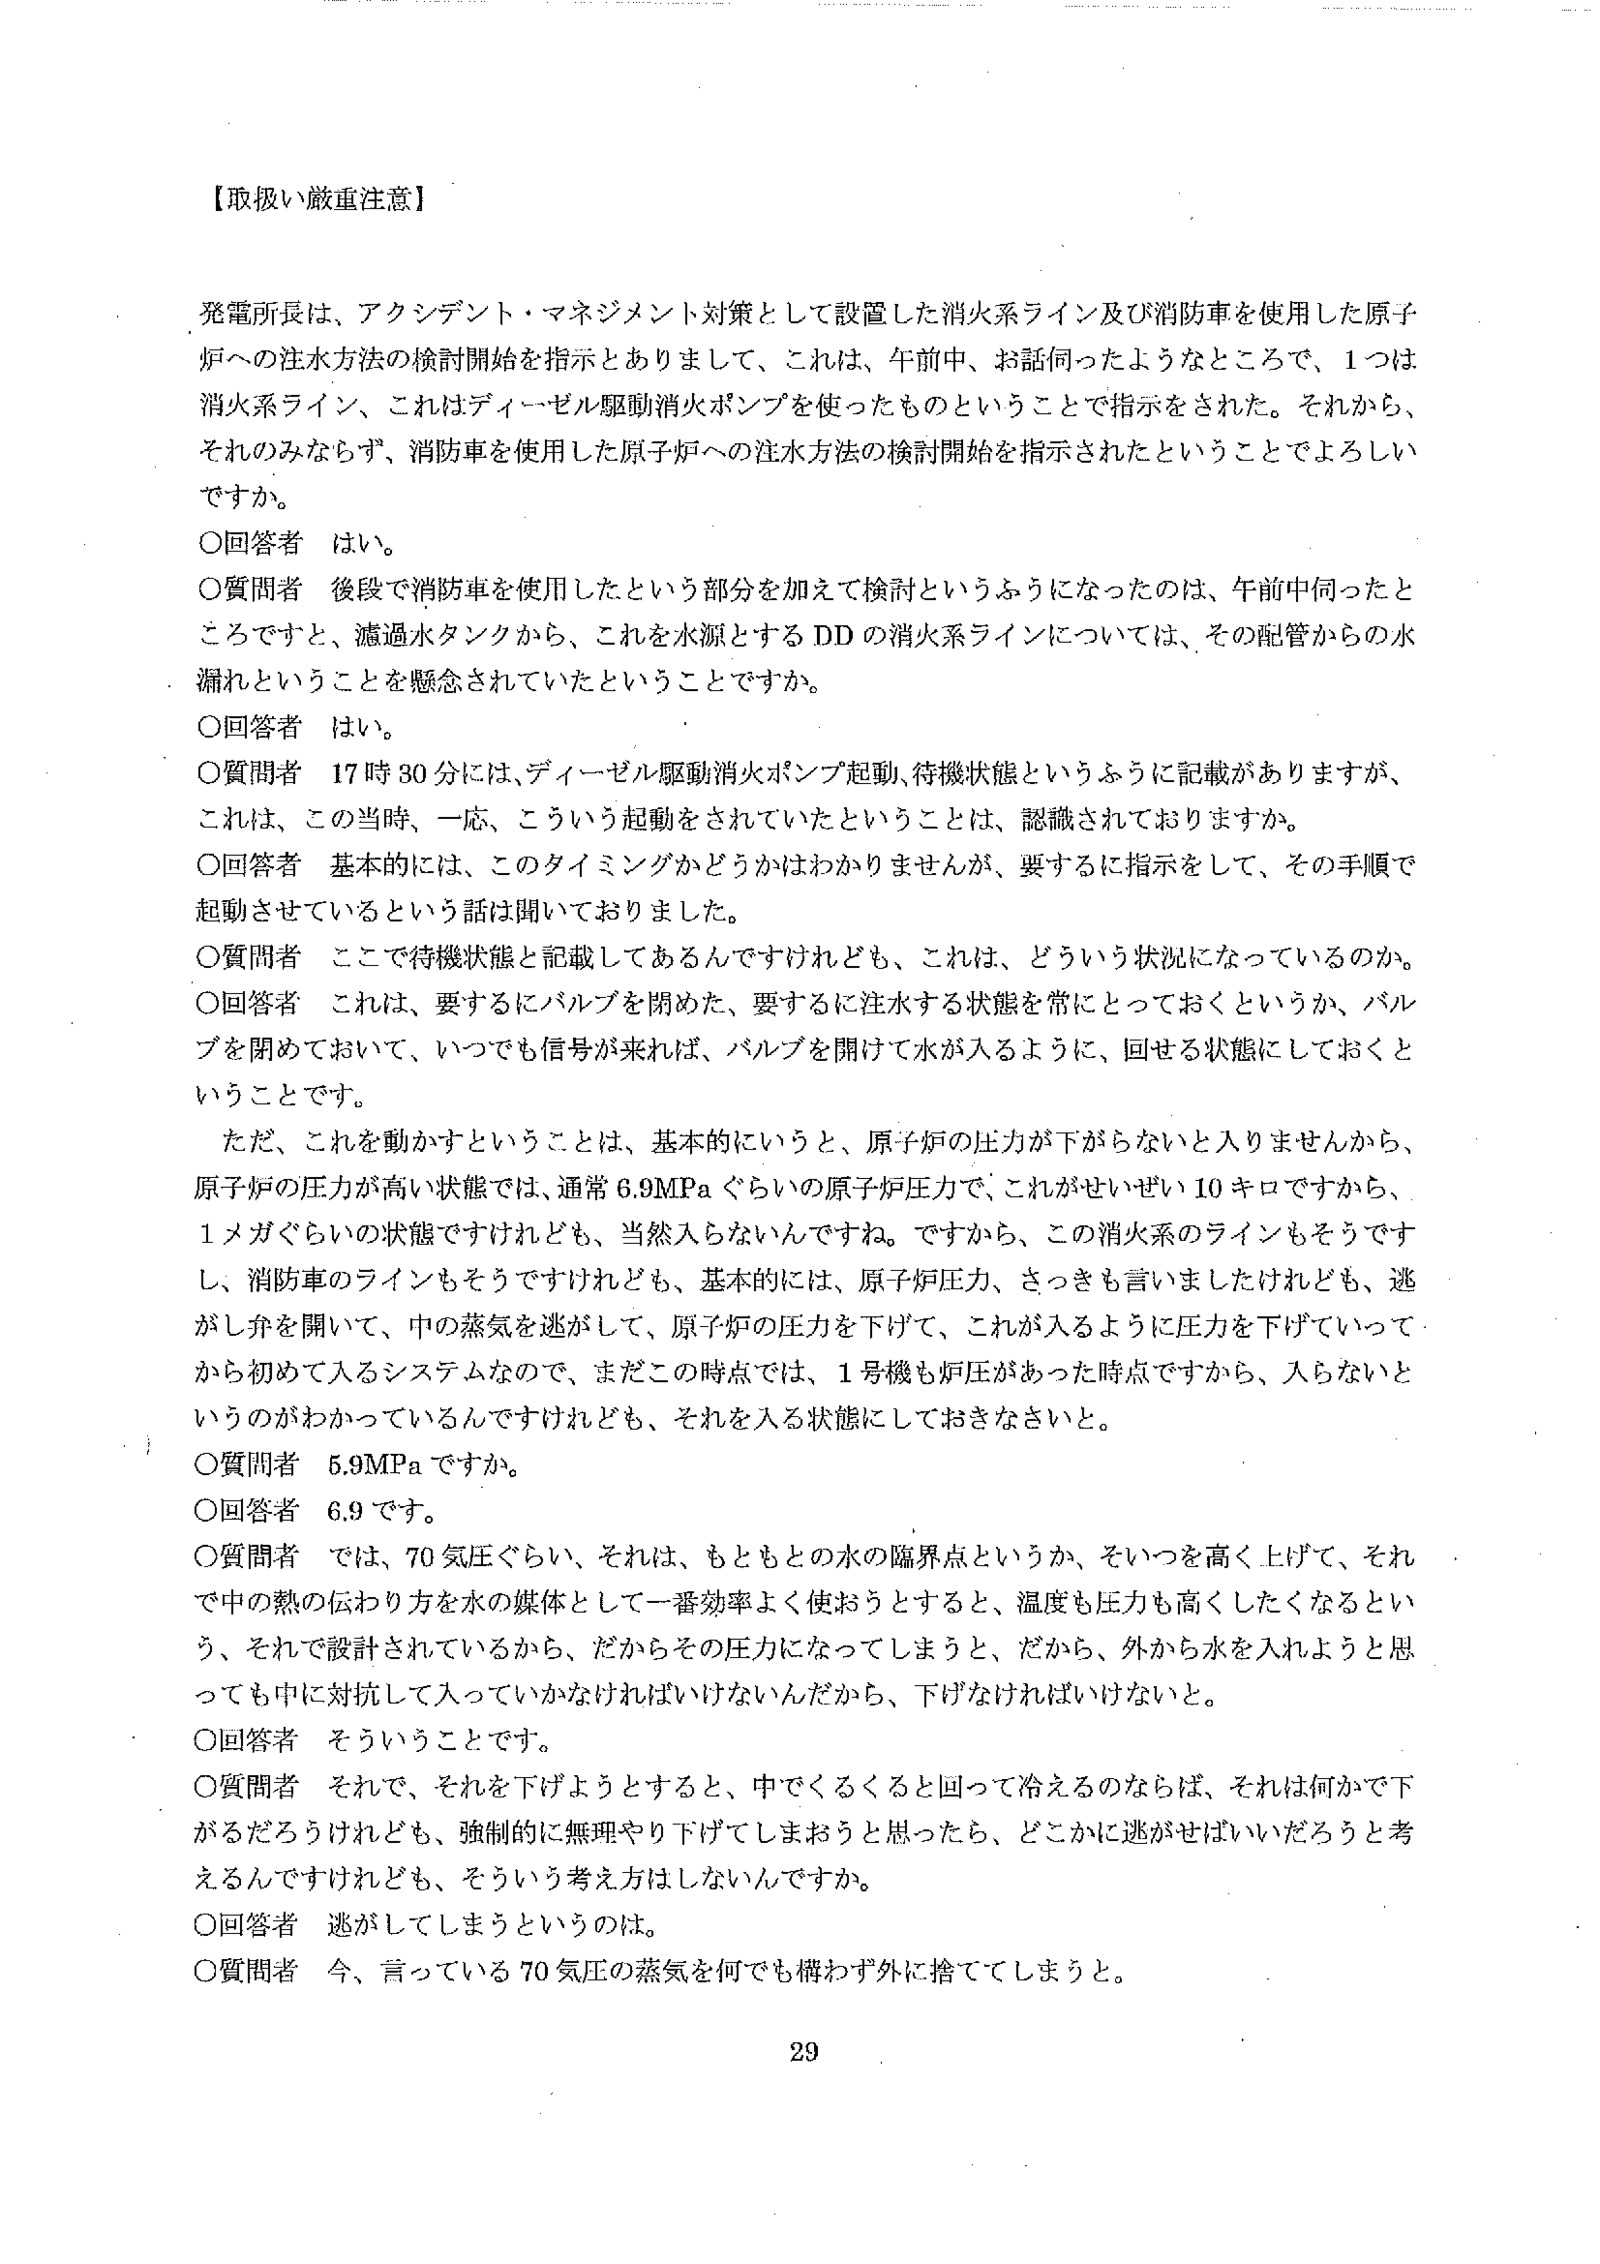 【取扱い厳重注意】
発電所長は、アクシデント・マネジメント対策として設置した消火系ライン及び消防車を使用した原子
炉への注水方法の検討開始を指示とありまして、これは、午前中、お話伺ったようなところで、1つは
消火系ライン、これはディーゼル駆動消火ポンプを使ったものということで指示をされた。それから、
それのみならず、消防車を使用した原子炉への注水方法の検討開始を指示されたということでよろしい
ですか。
○回答者　はい。
○質問者　後段で消防車を使用したという部分を加えて検討というふうになったのは、午前中伺ったと
ころですと、濾過水タンクから、これを水源とする DD の消火系ラインについては、その配管からの水
漏れということを懸念されていたということですか。
○回答者　はい。
○質問者　17 時 30 分には、ディーゼル駆動消火ポンプ起動、待機状態というふうに記載がありますが、
これは、この当時、一応、こういう起動をされていたということは、認識されておりますか。
○回答者　基本的には、このタイミングかどうかはわかりませんが、要するに指示をして、その手順で
起動させているという話は聞いておりました。
○質問者　ここで待機状態と記載してあるんですけれども、これは、どういう状況になっているのか。
○回答者　これは、要するにバルブを閉めた、要するに注水する状態を常にとっておくというか、バル
ブを閉めておいて、いつでも信号が来れば、バルブを開けて水が入るように、回せる状態にしておくと
いうことです。
　ただ、これを動かすということは、基本的にいうと、原子炉の圧力が下がらないと入りませんから、
原子炉の圧力が高い状態では、通常 6.9MPa ぐらいの原子炉圧力で、これがせいぜい 10 キロですから、
1メガぐらいの状態ですけれども、当然入らないんですね。ですから、この消火系のラインもそうです
し、消防車のラインもそうですけれども、基本的には、原子炉圧力、さっきも言いましたけれども、逃
がし弁を開いて、中の蒸気を逃がして、原子炉の圧力を下げて、これが入るように圧力を下げていって
から初めて入るシステムなので、まだこの時点では、1号機も炉圧があった時点ですから、入らないと
いうのがわかっているんですけれども、それを入る状態にしておきなさいと。
○質問者　5.9MPa ですか。
○回答者　6.9 です。
○質問者　では、70 気圧ぐらい、それは、もともとの水の臨界点というか、そいつを高く上げて、それ
で中の熱の伝わり方を水の媒体として一番効率よく使おうとすると、温度も圧力も高くしたくなるとい
う、それで設計されているから、だからその圧力になってしまうと、だから、外から水を入れようと思
っても中に対抗して入っていかなければいけないんだから、下げなければいけないと。
○回答者　そういうことです。
○質問者　それで、それを下げようとすると、中でくるくると回って冷えるのならば、それは何かで下
がるだろうけれども、強制的に無理やり下げてしまおうと思ったら、どこかに逃がせばいいだろうと考
えるんですけれども、そういう考え方はしないんですか。
○回答者　逃がしてしまうというのは。
○質問者　今、言っている 70 気圧の蒸気を何でも構わず外に捨ててしまうと。
29